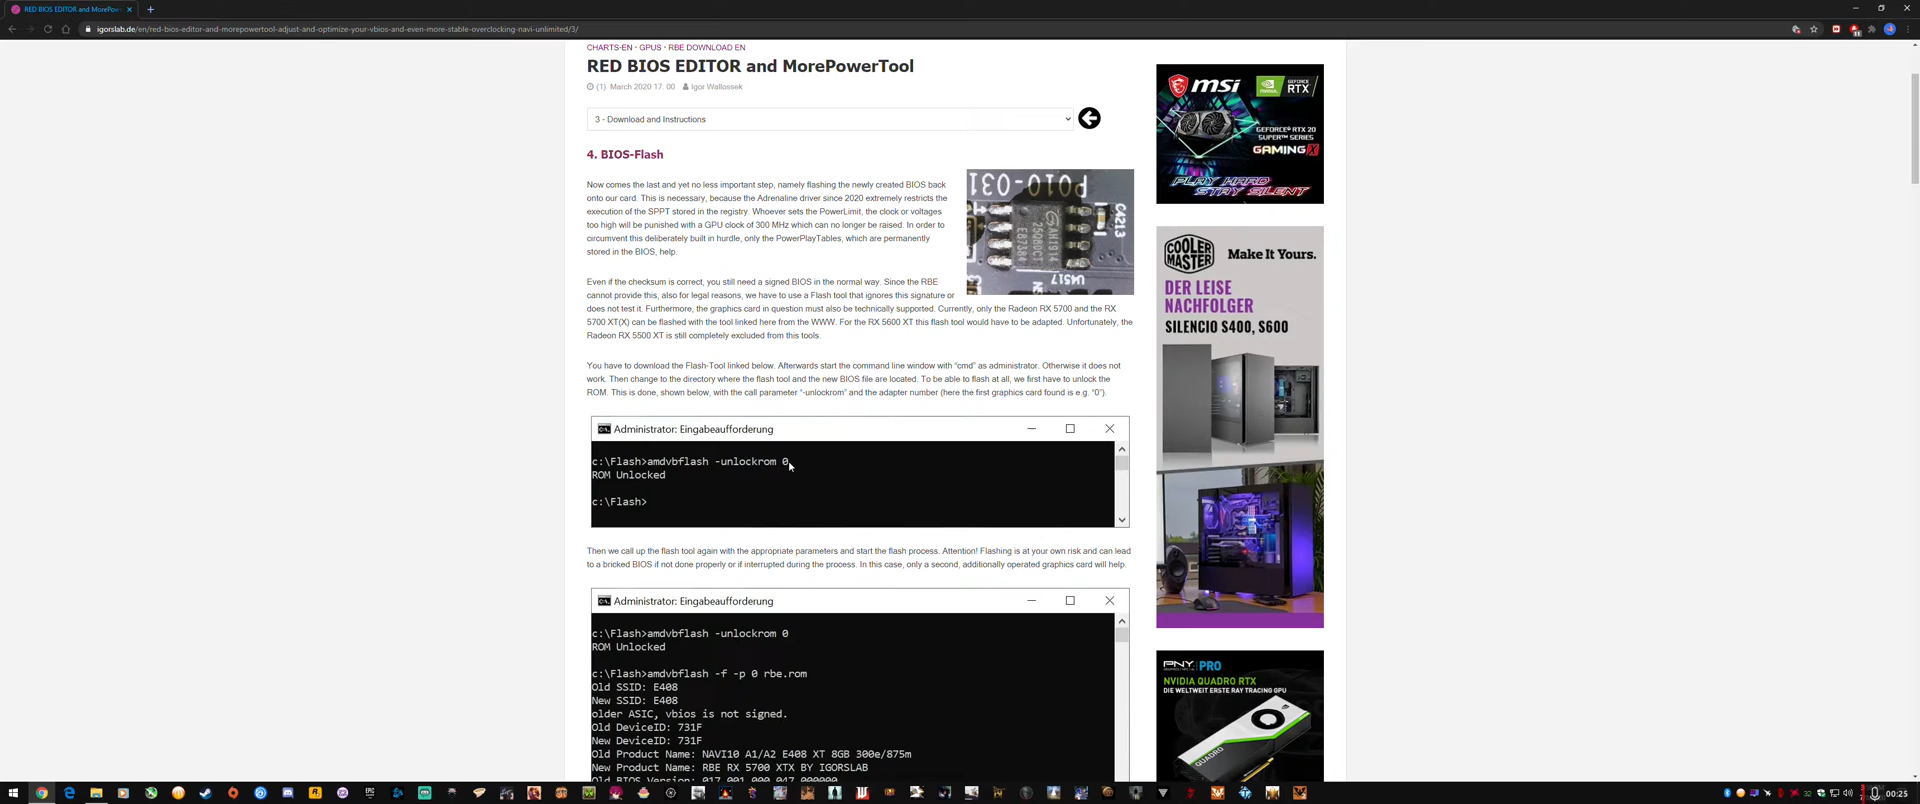 RED BIOS EDITOR and MorePowe
igorslab.de/en/red-bios-editor-and-morepowertool-adjust-and-optimize-your-vbios-and-even-more-stable-overclocking-navi-unlimited/3/
CHARTS-EN · GPUS · RBE DOWNLOAD EN
RED BIOS EDITOR and MorePowerTool
(1). March 2020 17: 00 Igor Wallossek
3 - Download and Instructions
4. BIOS-Flash
Now comes the last and yet no less important step, namely flashing the newly created BIOS back
onto our card. This is necessary, because the Adrenaline driver since 2020 extremely restricts the
execution of the SPPT stored in the registry. Whoever sets the PowerLimit, the clock or voltages
too high will be punished with a GPU clock of 300 MHz which can no longer be raised. In order to
circumvent this deliberately built in hurdle, only the PowerPlayTables, which are permanently
stored in the BIOS, help.
P010-031
GAH1914
25Q80CT
E87384
C4213
U4517
Even if the checksum is correct, you still need a signed BIOS in the normal way. Since the RBE
cannot provide this, also for legal reasons, we have to use a Flash tool that ignores this signature or
does not test it. Furthermore, the graphics card in question must also be technically supported. Currently, only the Radeon RX 5700 and the RX
5700 XT(X) can be flashed with the tool linked here from the WWW. For the RX 5600 XT this flash tool would have to be adapted. Unfortunately, the
Radeon RX 5500 XT is still completely excluded from this tools.
You have to download the Flash-Tool linked below. Afterwards start the command line window with “cmd” as administrator. Otherwise it does not
work. Then change to the directory where the flash tool and the new BIOS file are located. To be able to flash at all, we first have to unlock the
ROM. This is done, shown below, with the call parameter “-unlockrom” and the adapter number (here the first graphics card found is e.g. “0”).
Administrator: Eingabeaufforderung
c:\Flash>amdvbflash -unlockrom 0
ROM Unlocked
c:\Flash>
Then we call up the flash tool again with the appropriate parameters and start the flash process. Attention! Flashing is at your own risk and can lead
to a bricked BIOS if not done properly or if interrupted during the process. In this case, only a second, additionally operated graphics card will help.
Administrator: Eingabeaufforderung
c:\Flash>amdvbflash -unlockrom 0
ROM Unlocked
c:\Flash>amdvbflash -f -p 0 rbe.rom
Old SSID: E408
New SSID: E408
older ASIC, vbios is not signed.
Old DeviceID: 731F
New DeviceID: 731F
Old Product Name: NAVI10 A1/A2 E408 XT 8GB 300e/875m
New Product Name: RBE RX 5700 XTX BY IGORSLAB
Old BIOS Version: 017.001.000.047.000000
msi
GEFORCE RTX
GEFORCE® RTX 20
SUPER™ SERIES
GAMING X
PLAY HARD
STAY SILENT
COOLER MASTER
Make It Yours.
DER LEISE
NACHFOLGER
SILENCIO S400, S600
PNY PRO
NVIDIA QUADRO RTX
DIE WELTWEIT ERSTE RAY TRACING GPU
QUADRO
00:25